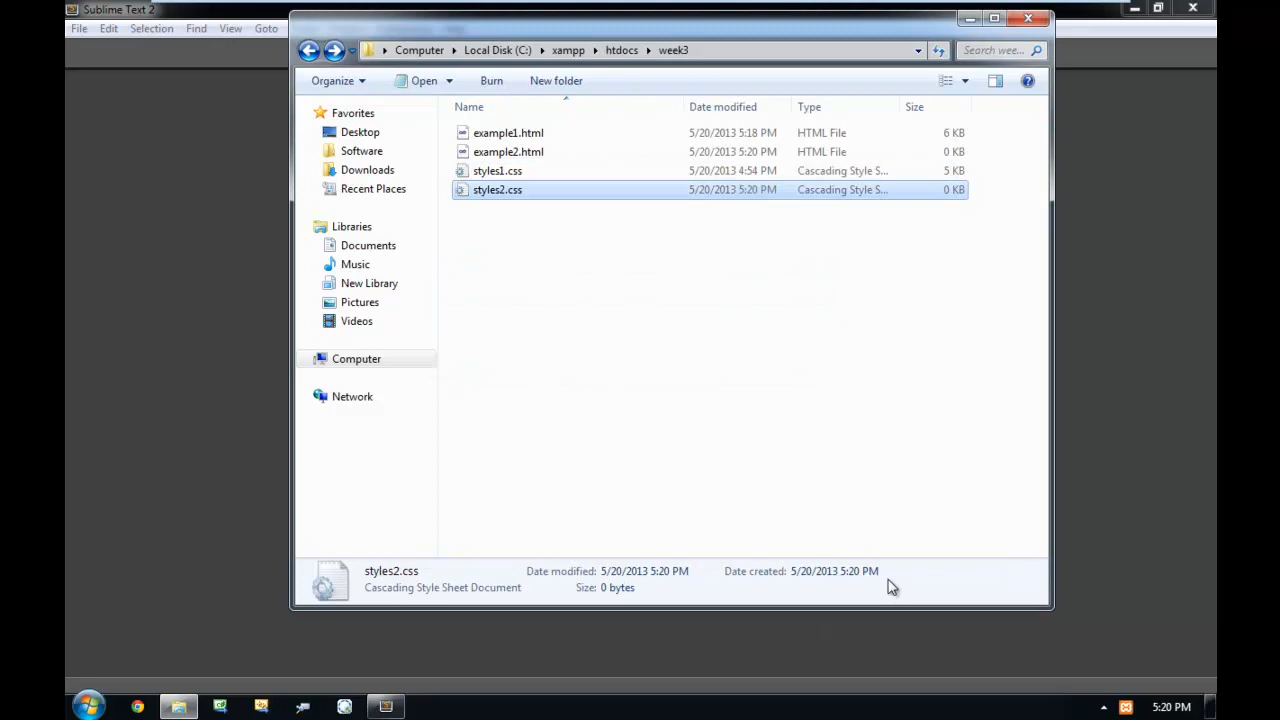 Sublime Text 2
File Edit Selection Find View Goto
Computer Local Disk (C:) xampp htdocs week3
Search wee...
Organize Open Burn New folder
Name Date modified Type Size
Favorites
Desktop
Software
Downloads
Recent Places
Libraries
Documents
Music
New Library
Pictures
Videos
Computer
Network
example1.html 5/20/2013 5:18 PM HTML File 6 KB
example2.html 5/20/2013 5:20 PM HTML File 0 KB
styles1.css 5/20/2013 4:54 PM Cascading Style S... 5 KB
styles2.css 5/20/2013 5:20 PM Cascading Style S... 0 KB
styles2.css Date modified: 5/20/2013 5:20 PM Date created: 5/20/2013 5:20 PM
Cascading Style Sheet Document Size: 0 bytes
5:20 PM